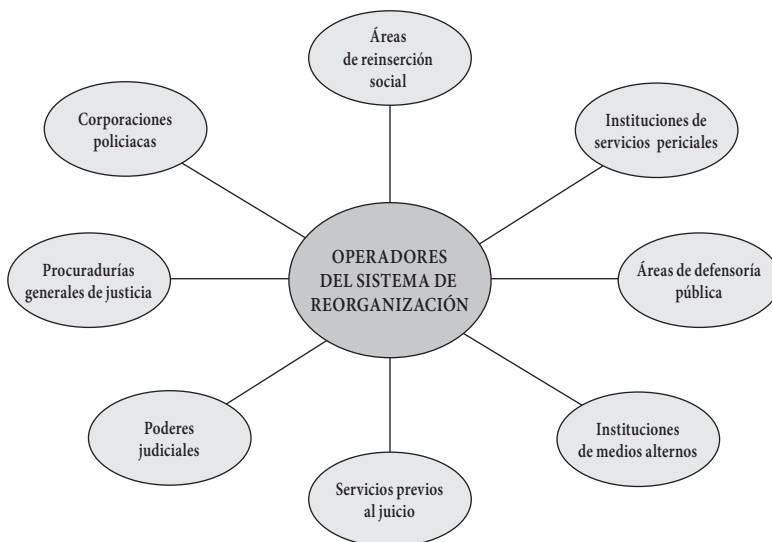 Áreas
de reinserción
social
Corporaciones
policiacas
Instituciones de
servicios periciales
OPERADORES
DEL SISTEMA DE
REORGANIZACIÓN
Procuradurías
generales de justicia
Áreas de defensoría
pública
Poderes
judiciales
Instituciones
de medios alternos
Servicios previos
al juicio